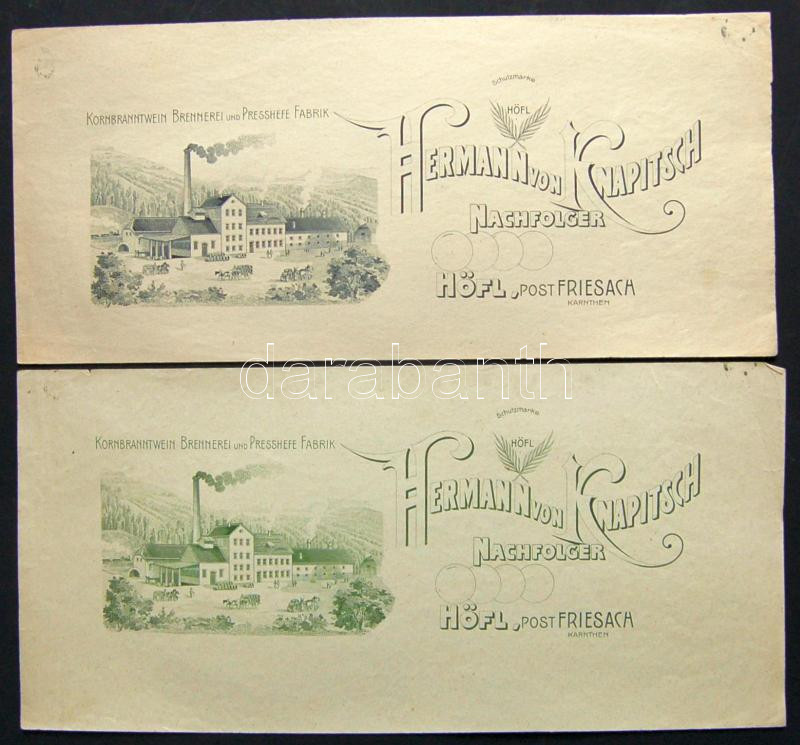 Schutzmarke
HÖFL
KORNBRANNTWEIN BRENNEREI UND PRESSHEFE FABRIK
HERMANN VON KNAPITSCH
NACHFOLGER
HÖFL, POST FRIESACH
KÄRNTHEN
darabanth
Schutzmarke
HÖFL
KORNBRANNTWEIN BRENNEREI UND PRESSHEFE FABRIK
HERMANN VON KNAPITSCH
NACHFOLGER
HÖFL, POST FRIESACH
KÄRNTHEN